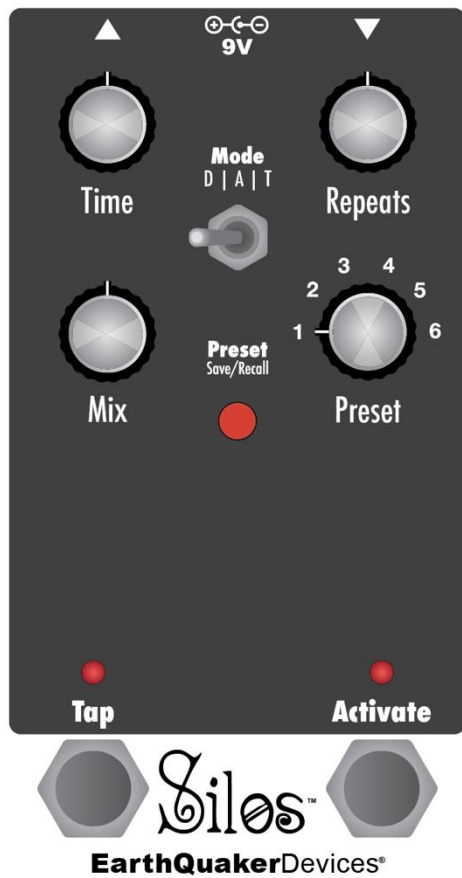 9V
Mode
D | A | T
Time
Repeats
3 4
2 5
1 6
Preset
Save/Recall
Mix
Preset
Tap
Activate
Silos™
EarthQuakerDevices®